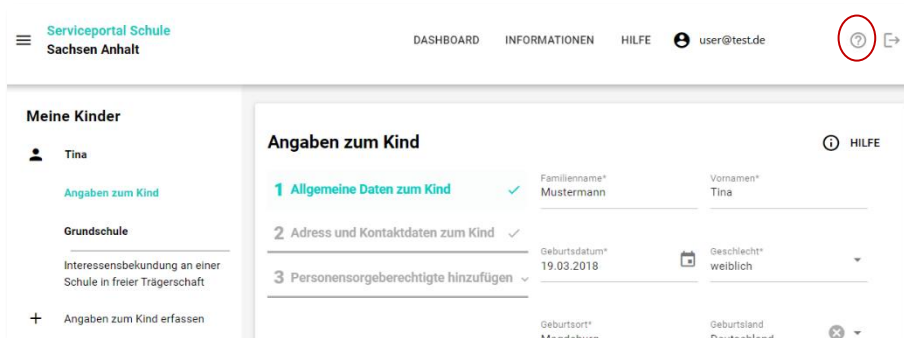 Serviceportal Schule
Sachsen Anhalt
DASHBOARD INFORMATIONEN HILFE user@test.de
Meine Kinder
Tina
Angaben zum Kind
Grundschule
Interessensbekundung an einer
Schule in freier Trägerschaft
+ Angaben zum Kind erfassen
Angaben zum Kind
HILFE
1 Allgemeine Daten zum Kind
2 Adress und Kontaktdaten zum Kind
3 Personensorgeberechtigte hinzufügen
Familienname*
Mustermann
Vornamen*
Tina
Geburtsdatum*
19.03.2018
Geschlecht*
weiblich
Geburtsort*
Magdeburg
Geburtsland
Deutschland